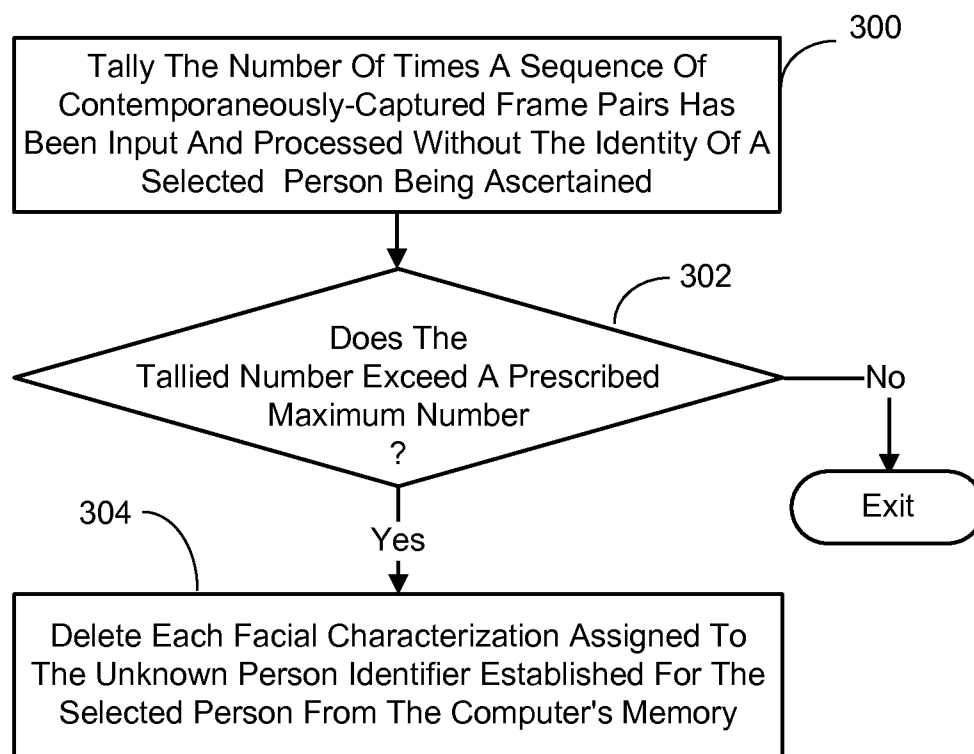 300
Tally The Number Of Times A Sequence Of
Contemporaneously-Captured Frame Pairs Has
Been Input And Processed Without The Identity Of A
Selected Person Being Ascertained
302
Does The
Tallied Number Exceed A Prescribed
Maximum Number
?
No
Exit
304
Yes
Delete Each Facial Characterization Assigned To
The Unknown Person Identifier Established For The
Selected Person From The Computer's Memory